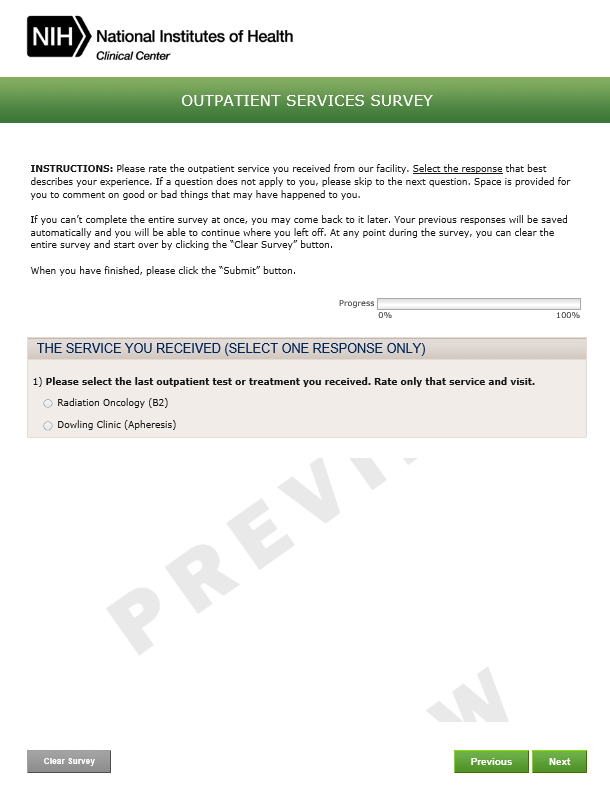 NIH National Institutes of Health
Clinical Center
OUTPATIENT SERVICES SURVEY
INSTRUCTIONS: Please rate the outpatient service you received from our facility. Select the response that best
describes your experience. If a question does not apply to you, please skip to the next question. Space is provided for
you to comment on good or bad things that may have happened to you.
If you can’t complete the entire survey at once, you may come back to it later. Your previous responses will be saved
automatically and you will be able to continue where you left off. At any point during the survey, you can clear the
entire survey and start over by clicking the “Clear Survey” button.
When you have finished, please click the “Submit” button.
Progress
0% 100%
THE SERVICE YOU RECEIVED (SELECT ONE RESPONSE ONLY)
1) Please select the last outpatient test or treatment you received. Rate only that service and visit.
Radiation Oncology (B2)
Dowling Clinic (Apheresis)
PREVI
W
Clear Survey Previous Next